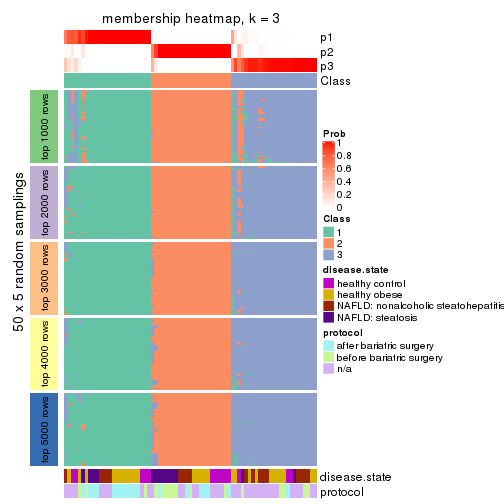 membership heatmap, k = 3
p1
p2
p3
Class
50 x 5 random samplings
top 1000 rows
top 2000 rows
top 3000 rows
top 4000 rows
top 5000 rows
disease.state
protocol
Prob
1
0.8
0.6
0.4
0.2
0
Class
1
2
3
disease.state
healthy control
healthy obese
NAFLD: nonalcoholic steatohepatitis
NAFLD: steatosis
protocol
after bariatric surgery
before bariatric surgery
n/a